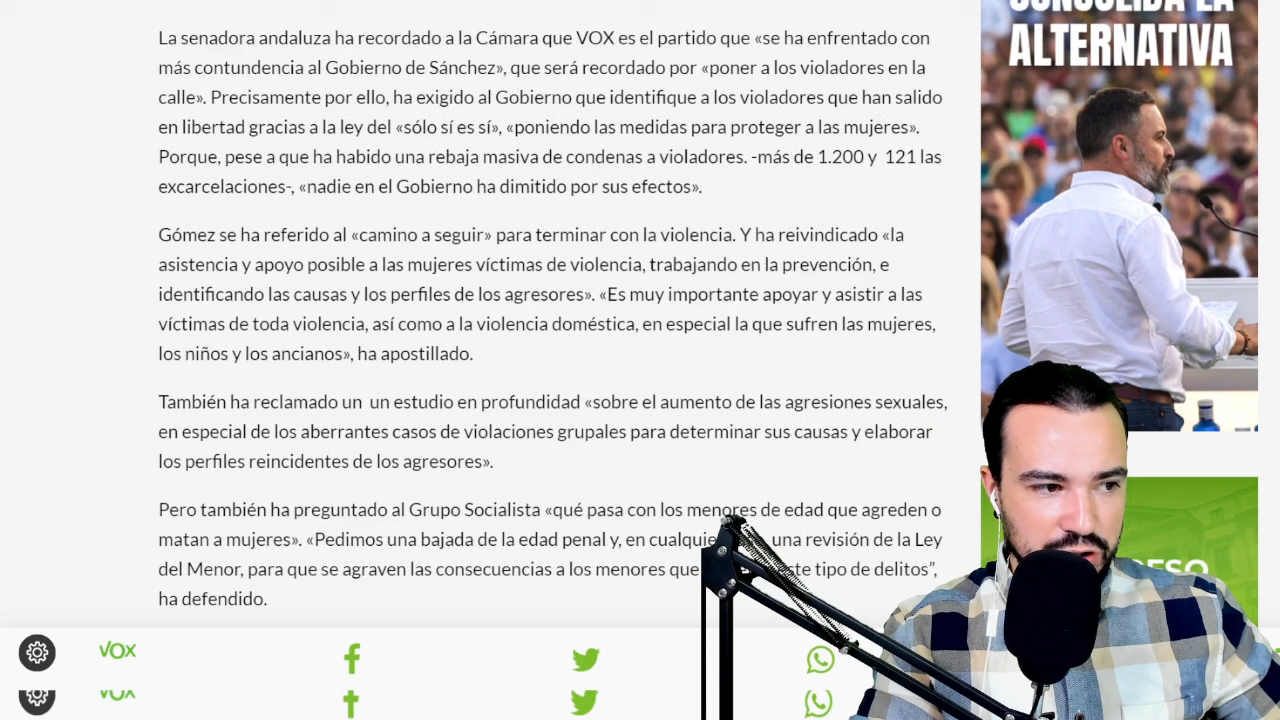 CONSOLIDA LA
ALTERNATIVA
La senadora andaluza ha recordado a la Cámara que VOX es el partido que «se ha enfrentado con
más contundencia al Gobierno de Sánchez», que será recordado por «poner a los violadores en la
calle». Precisamente por ello, ha exigido al Gobierno que identifique a los violadores que han salido
en libertad gracias a la ley del «sólo sí es sí», «poniendo las medidas para proteger a las mujeres».
Porque, pese a que ha habido una rebaja masiva de condenas a violadores. -más de 1.200 y 121 las
excarcelaciones-, «nadie en el Gobierno ha dimitido por sus efectos».
Gómez se ha referido al «camino a seguir» para terminar con la violencia. Y ha reivindicado «la
asistencia y apoyo posible a las mujeres víctimas de violencia, trabajando en la prevención, e
identificando las causas y los perfiles de los agresores». «Es muy importante apoyar y asistir a las
víctimas de toda violencia, así como a la violencia doméstica, en especial la que sufren las mujeres,
los niños y los ancianos», ha apostillado.
También ha reclamado un un estudio en profundidad «sobre el aumento de las agresiones sexuales,
en especial de los aberrantes casos de violaciones grupales para determinar sus causas y elaborar
los perfiles reincidentes de los agresores».
Pero también ha preguntado al Grupo Socialista «qué pasa con los menores de edad que agreden o
matan a mujeres». «Pedimos una bajada de la edad penal y, en una revisión de la Ley
del Menor, para que se agraven las consecuencias a los menores que tipo de delitos”,
ha defendido.
VOX
VOX